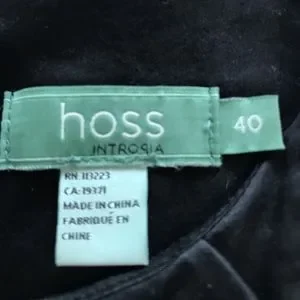 hoss
INTROPIA
40
RN.113223
CA:19371
MADE IN CHINA
FABRIQUÉ EN
CHINE